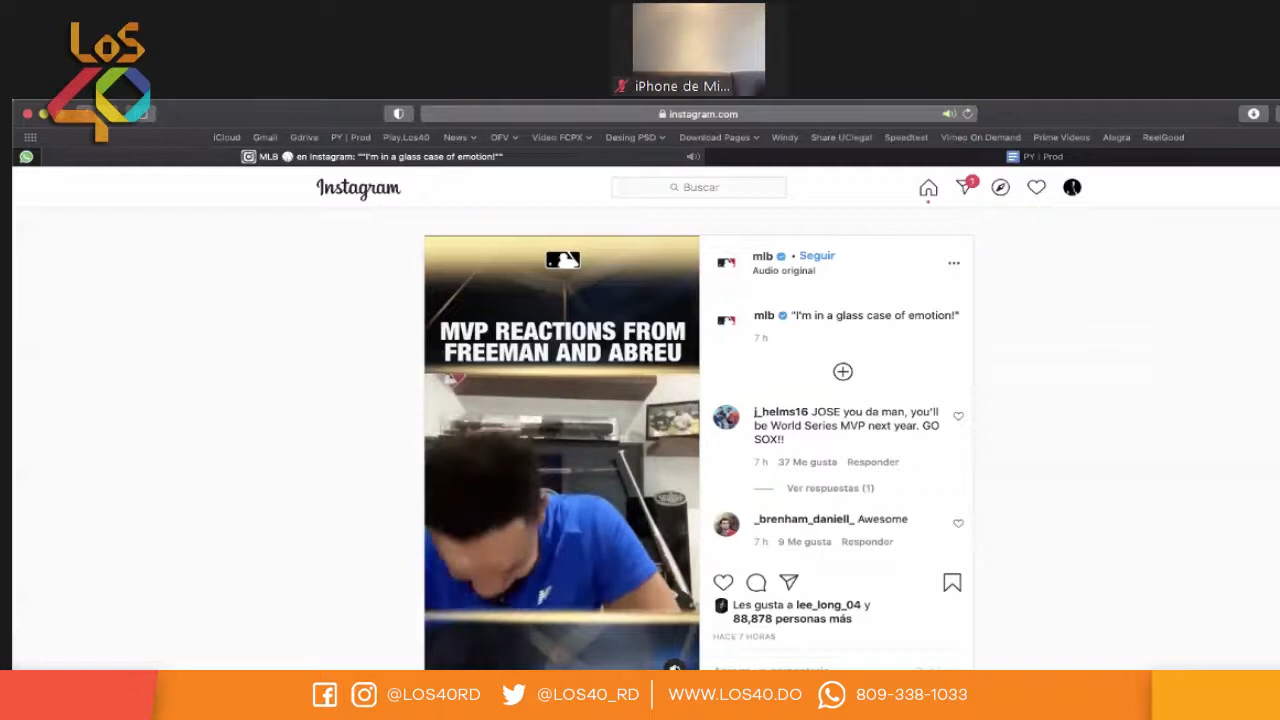 LOS
40
iPhone de Mi...
instagram.com
iCloud Gmail Gdrive PY | Prod Play.Los40 News OFV Video FCPX Desing PSD Download Pages Windy Share UClegal Speedtest Vimeo On Demand Prime Videos Alegra ReelGood
MLB ⚾ en Instagram: "“I'm in a glass case of emotion!""
PY | Prod
Instagram
Buscar
1
MVP REACTIONS FROM
FREEMAN AND ABREU
mlb • Seguir
Audio original
mlb "I'm in a glass case of emotion!"
7 h
j_helms16 JOSE you da man, you'll
be World Series MVP next year. GO
SOX!!
7 h 37 Me gusta Responder
Ver respuestas (1)
_brenham_daniell_ Awesome
7 h 9 Me gusta Responder
Les gusta a lee_long_04 y
88,878 personas más
HACE 7 HORAS
@LOS40RD @LOS40_RD WWW.LOS40.DO 809-338-1033